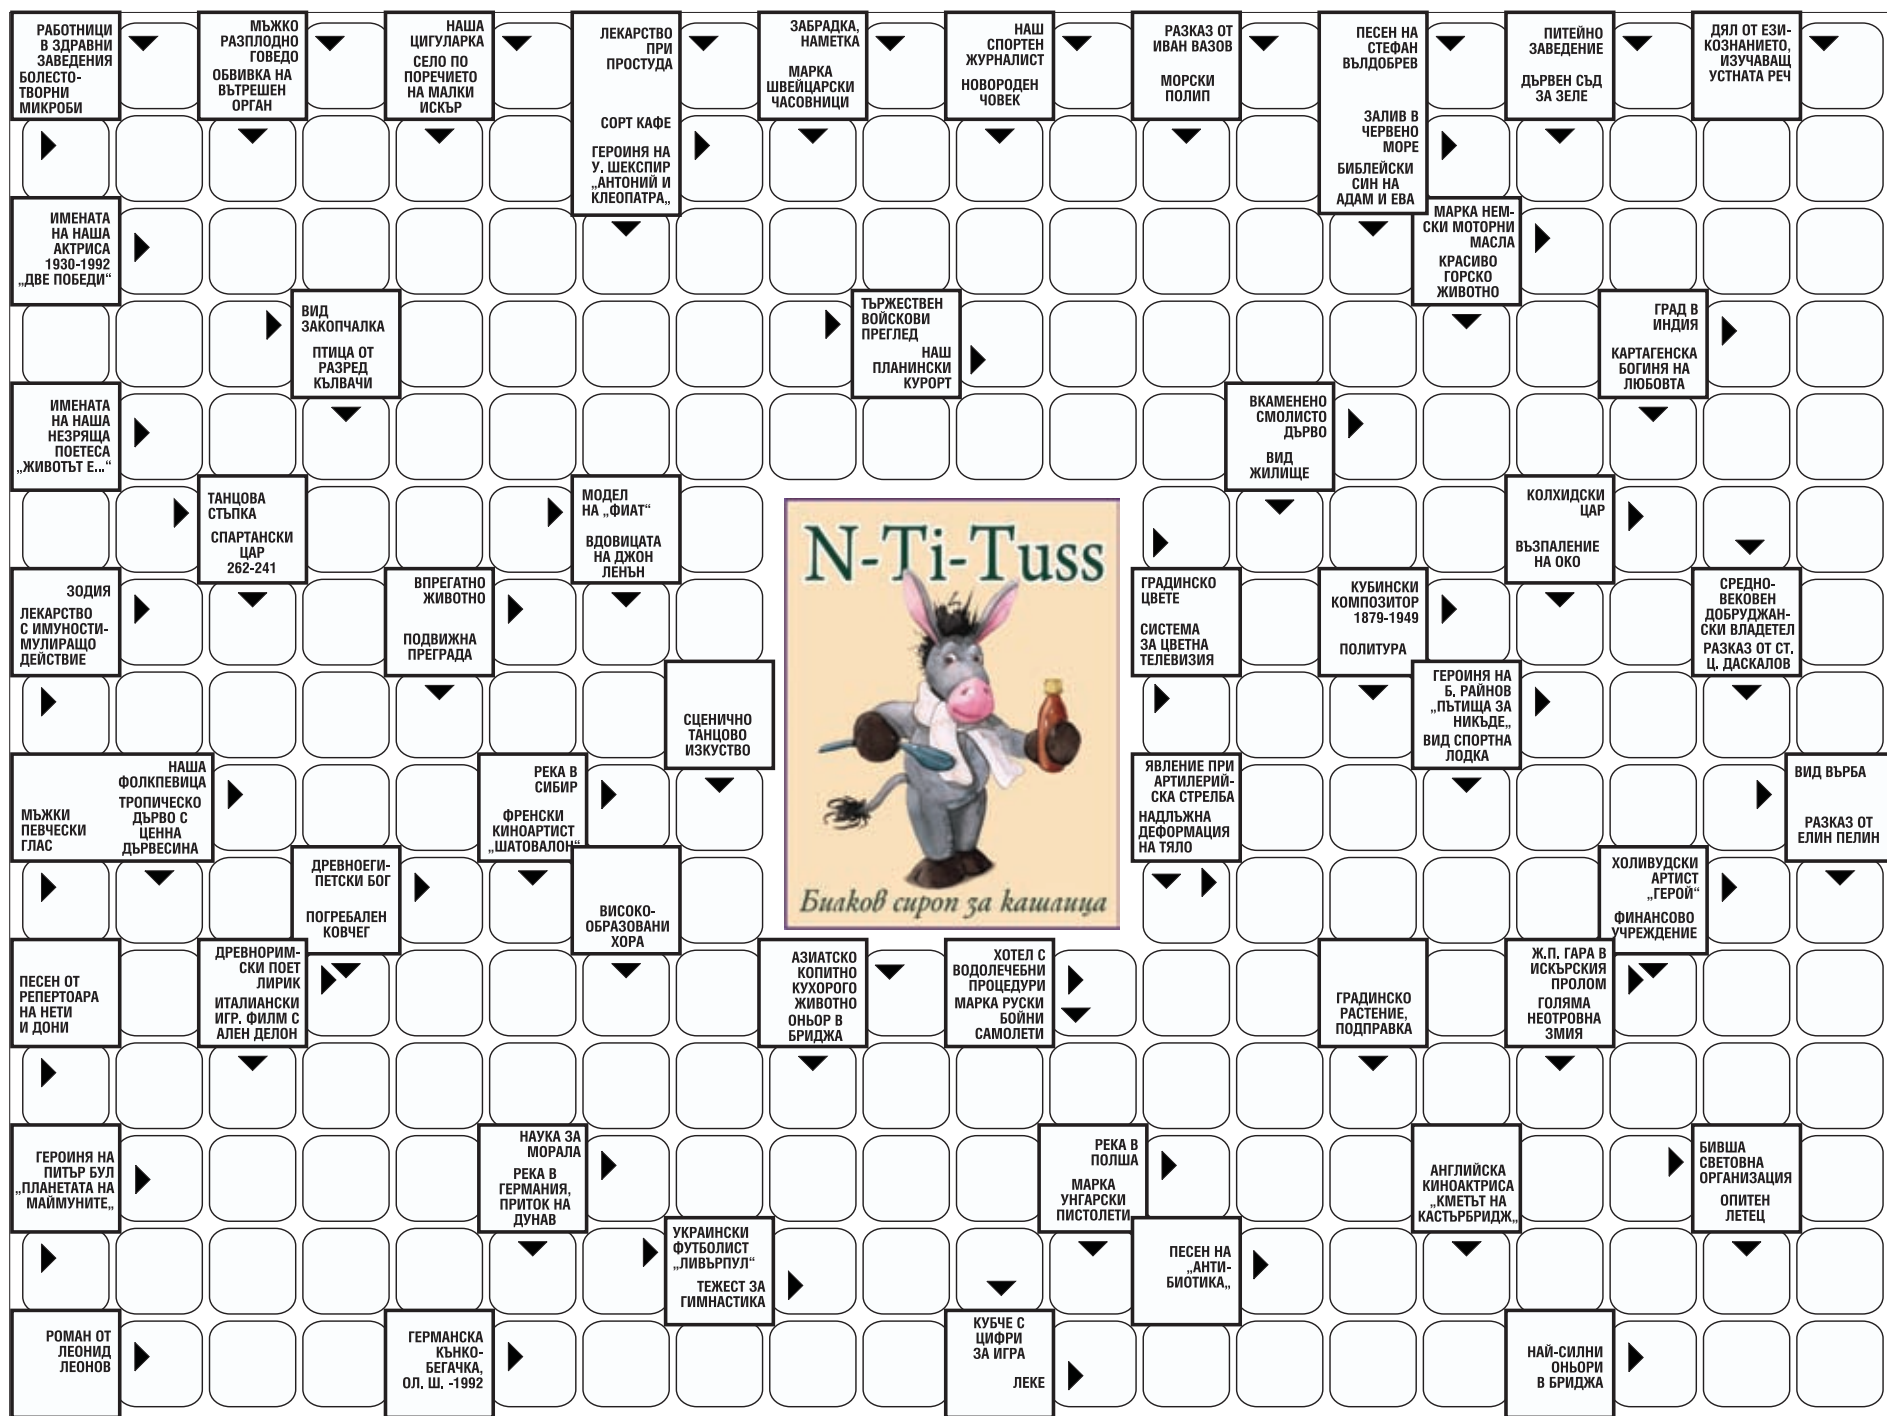 РАБОТНИЦИ
В ЗДРАВНИ
ЗАВЕДЕНИЯ
БОЛЕСТО-
ТВОРНИ
МИКРОБИ
МЪЖКО
РАЗПЛОДНО
ГОВЕДО
ОБВИВКА НА
ВЪТРЕШЕН
ОРГАН
НАША
ЦИГУЛАРКА
СЕЛО ПО
ПОРЕЧИЕТО
НА МАЛКИ
ИСКЪР
ЛЕКАРСТВО
ПРИ
ПРОСТУДА
СОРТ КАФЕ
ГЕРОИНЯ НА
У. ШЕКСПИР
„АНТОНИЙ И
КЛЕОПАТРА„
ЗАБРАДКА,
НАМЕТКА
МАРКА
ШВЕЙЦАРСКИ
ЧАСОВНИЦИ
НАШ
СПОРТЕН
ЖУРНАЛИСТ
НОВОРОДЕН
ЧОВЕК
РАЗКАЗ ОТ
ИВАН ВАЗОВ
МОРСКИ
ПОЛИП
ПЕСЕН НА
СТЕФАН
ВЪЛДОБРЕВ
ЗАЛИВ В
ЧЕРВЕНО
МОРЕ
БИБЛЕЙСКИ
СИН НА
АДАМ И ЕВА
ПИТЕЙНО
ЗАВЕДЕНИЕ
ДЪРВЕН СЪД
ЗА ЗЕЛЕ
ДЯЛ ОТ ЕЗИ-
КОЗНАНИЕТО,
ИЗУЧАВАЩ
УСТНАТА РЕЧ
ИМЕНАТА
НА НАША
АКТРИСА
1930-1992
„ДВЕ ПОБЕДИ“
МАРКА НЕМ-
СКИ МОТОРНИ
МАСЛА
КРАСИВО
ГОРСКО
ЖИВОТНО
ВИД
ЗАКОПЧАЛКА
ПТИЦА ОТ
РАЗРЕД
КЪЛВАЧИ
ТЪРЖЕСТВЕН
ВОЙСКОВИ
ПРЕГЛЕД
НАШ
ПЛАНИНСКИ
КУРОРТ
ГРАД В
ИНДИЯ
КАРТАГЕНСКА
БОГИНЯ НА
ЛЮБОВТА
ИМЕНАТА
НА НАША
НЕЗРЯЩА
ПОЕТЕСА
„ЖИВОТЪТ Е...“
ВКАМЕНЕНО
СМОЛИСТО
ДЪРВО
ВИД
ЖИЛИЩЕ
ТАНЦОВА
СТЪПКА
СПАРТАНСКИ
ЦАР
262-241
МОДЕЛ
НА „ФИАТ“
ВДОВИЦАТА
НА ДЖОН
ЛЕНЪН
N-Ti-Tuss
КОЛХИДСКИ
ЦАР
ВЪЗПАЛЕНИЕ
НА ОКО
ЗОДИЯ
ЛЕКАРСТВО
С ИМУНОСТИ-
МУЛИРАЩО
ДЕЙСТВИЕ
ВПРЕГАТНО
ЖИВОТНО
ПОДВИЖНА
ПРЕГРАДА
ГРАДИНСКО
ЦВЕТЕ
СИСТЕМА
ЗА ЦВЕТНА
ТЕЛЕВИЗИЯ
КУБИНСКИ
КОМПОЗИТОР
1879-1949
ПОЛИТУРА
СРЕДНО-
ВЕКОВЕН
ДОБРУДЖАН-
СКИ ВЛАДЕТЕЛ
РАЗКАЗ ОТ СТ.
Ц. ДАСКАЛОВ
СЦЕНИЧНО
ТАНЦОВО
ИЗКУСТВО
ГЕРОИНЯ НА
Б. РАЙНОВ
„ПЪТИЩА ЗА
НИКЪДЕ„
ВИД СПОРТНА
ЛОДКА
НАША
ФОЛКПЕВИЦА
ТРОПИЧЕСКО
ДЪРВО С
ЦЕННА
ДЪРВЕСИНА
МЪЖКИ
ПЕВЧЕСКИ
ГЛАС
РЕКА В
СИБИР
ФРЕНСКИ
КИНОАРТИСТ
„ШАТОВАЛОН“
ЯВЛЕНИЕ ПРИ
АРТИЛЕРИЙ-
СКА СТРЕЛБА
НАДЛЪЖНА
ДЕФОРМАЦИЯ
НА ТЯЛО
ВИД ВЪРБА
РАЗКАЗ ОТ
ЕЛИН ПЕЛИН
ДРЕВНОЕГИ-
ПЕТСКИ БОГ
ПОГРЕБАЛЕН
КОВЧЕГ
ВИСОКО-
ОБРАЗОВАНИ
ХОРА
Билков сироп за кашлица
ХОЛИВУДСКИ
АРТИСТ
„ГЕРОЙ“
ФИНАНСОВО
УЧРЕЖДЕНИЕ
ПЕСЕН ОТ
РЕПЕРТОАРА
НА НЕТИ
И ДОНИ
ДРЕВНОРИМ-
СКИ ПОЕТ
ЛИРИК
ИТАЛИАНСКИ
ИГР. ФИЛМ С
АЛЕН ДЕЛОН
АЗИАТСКО
КОПИТНО
КУХОРОГО
ЖИВОТНО
ОНЬОР В
БРИДЖА
ХОТЕЛ С
ВОДОЛЕЧЕБНИ
ПРОЦЕДУРИ
МАРКА РУСКИ
БОЙНИ
САМОЛЕТИ
ГРАДИНСКО
РАСТЕНИЕ,
ПОДПРАВКА
Ж.П. ГАРА В
ИСКЪРСКИЯ
ПРОЛОМ
ГОЛЯМА
НЕОТРОВНА
ЗМИЯ
ГЕРОИНЯ НА
ПИТЪР БУЛ
„ПЛАНЕТАТА НА
МАЙМУНИТЕ„
НАУКА ЗА
МОРАЛА
РЕКА В
ГЕРМАНИЯ,
ПРИТОК НА
ДУНАВ
РЕКА В
ПОЛША
МАРКА
УНГАРСКИ
ПИСТОЛЕТИ
АНГЛИЙСКА
КИНОАКТРИСА
„КМЕТЪТ НА
КАСТЪРБРИДЖ„
БИВША
СВЕТОВНА
ОРГАНИЗАЦИЯ
ОПИТЕН
ЛЕТЕЦ
УКРАИНСКИ
ФУТБОЛИСТ
„ЛИВЪРПУЛ“
ТЕЖЕСТ ЗА
ГИМНАСТИКА
ПЕСЕН НА
„АНТИ-
БИОТИКА„
РОМАН ОТ
ЛЕОНИД
ЛЕОНОВ
ГЕРМАНСКА
КЪНКО-
БЕГАЧКА,
ОЛ. Ш. -1992
КУБЧЕ С
ЦИФРИ
ЗА ИГРА
ЛЕКЕ
НАЙ-СИЛНИ
ОНЬОРИ
В БРИДЖА